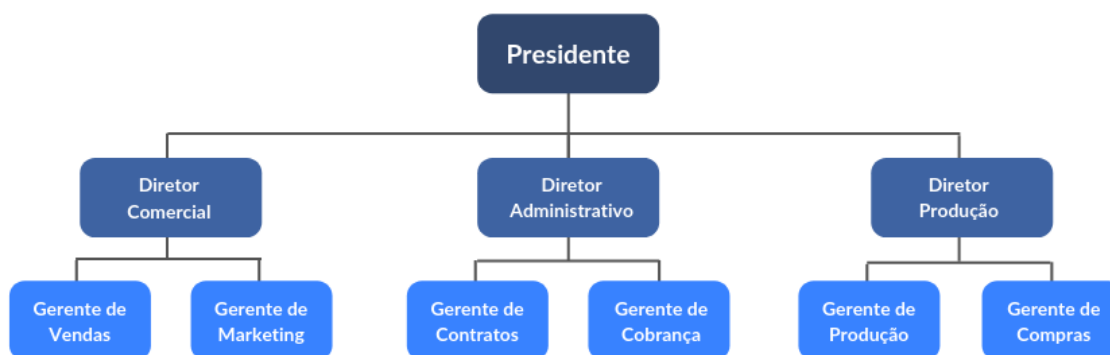 Presidente
Diretor
Comercial
Diretor
Administrativo
Diretor
Produção
Gerente de
Vendas
Gerente de
Marketing
Gerente de
Contratos
Gerente de
Cobrança
Gerente de
Produção
Gerente de
Compras